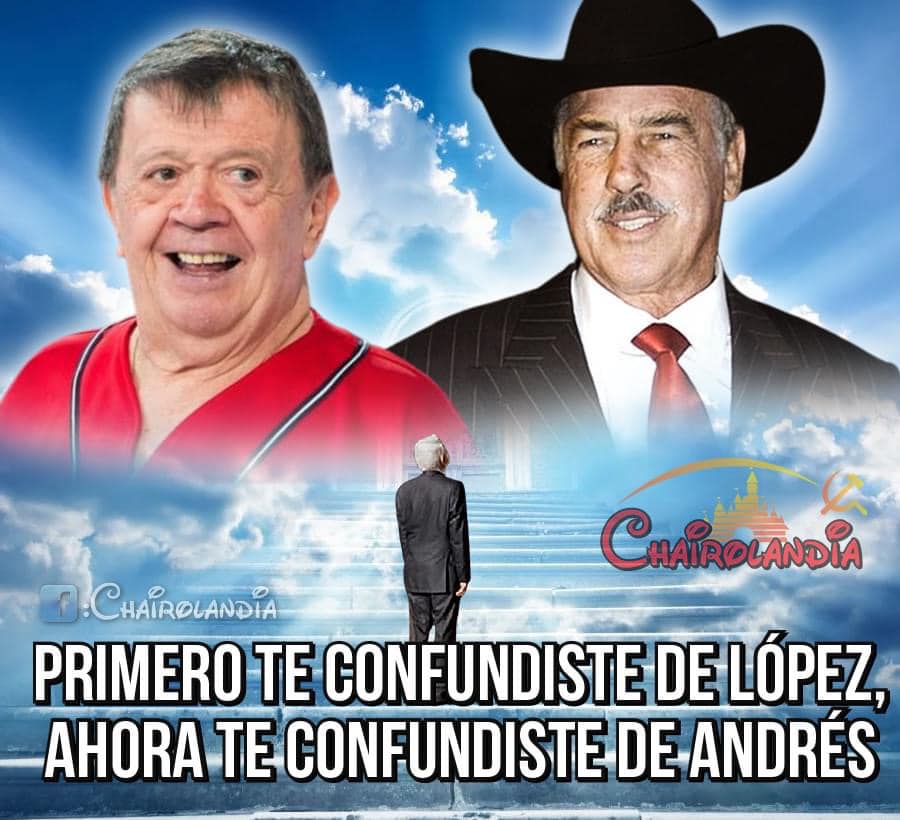 CHAIROLANDIA
f:CHAIROLANDIA
PRIMERO TE CONFUNDISTE DE LÓPEZ,
AHORA TE CONFUNDISTE DE ANDRÉS